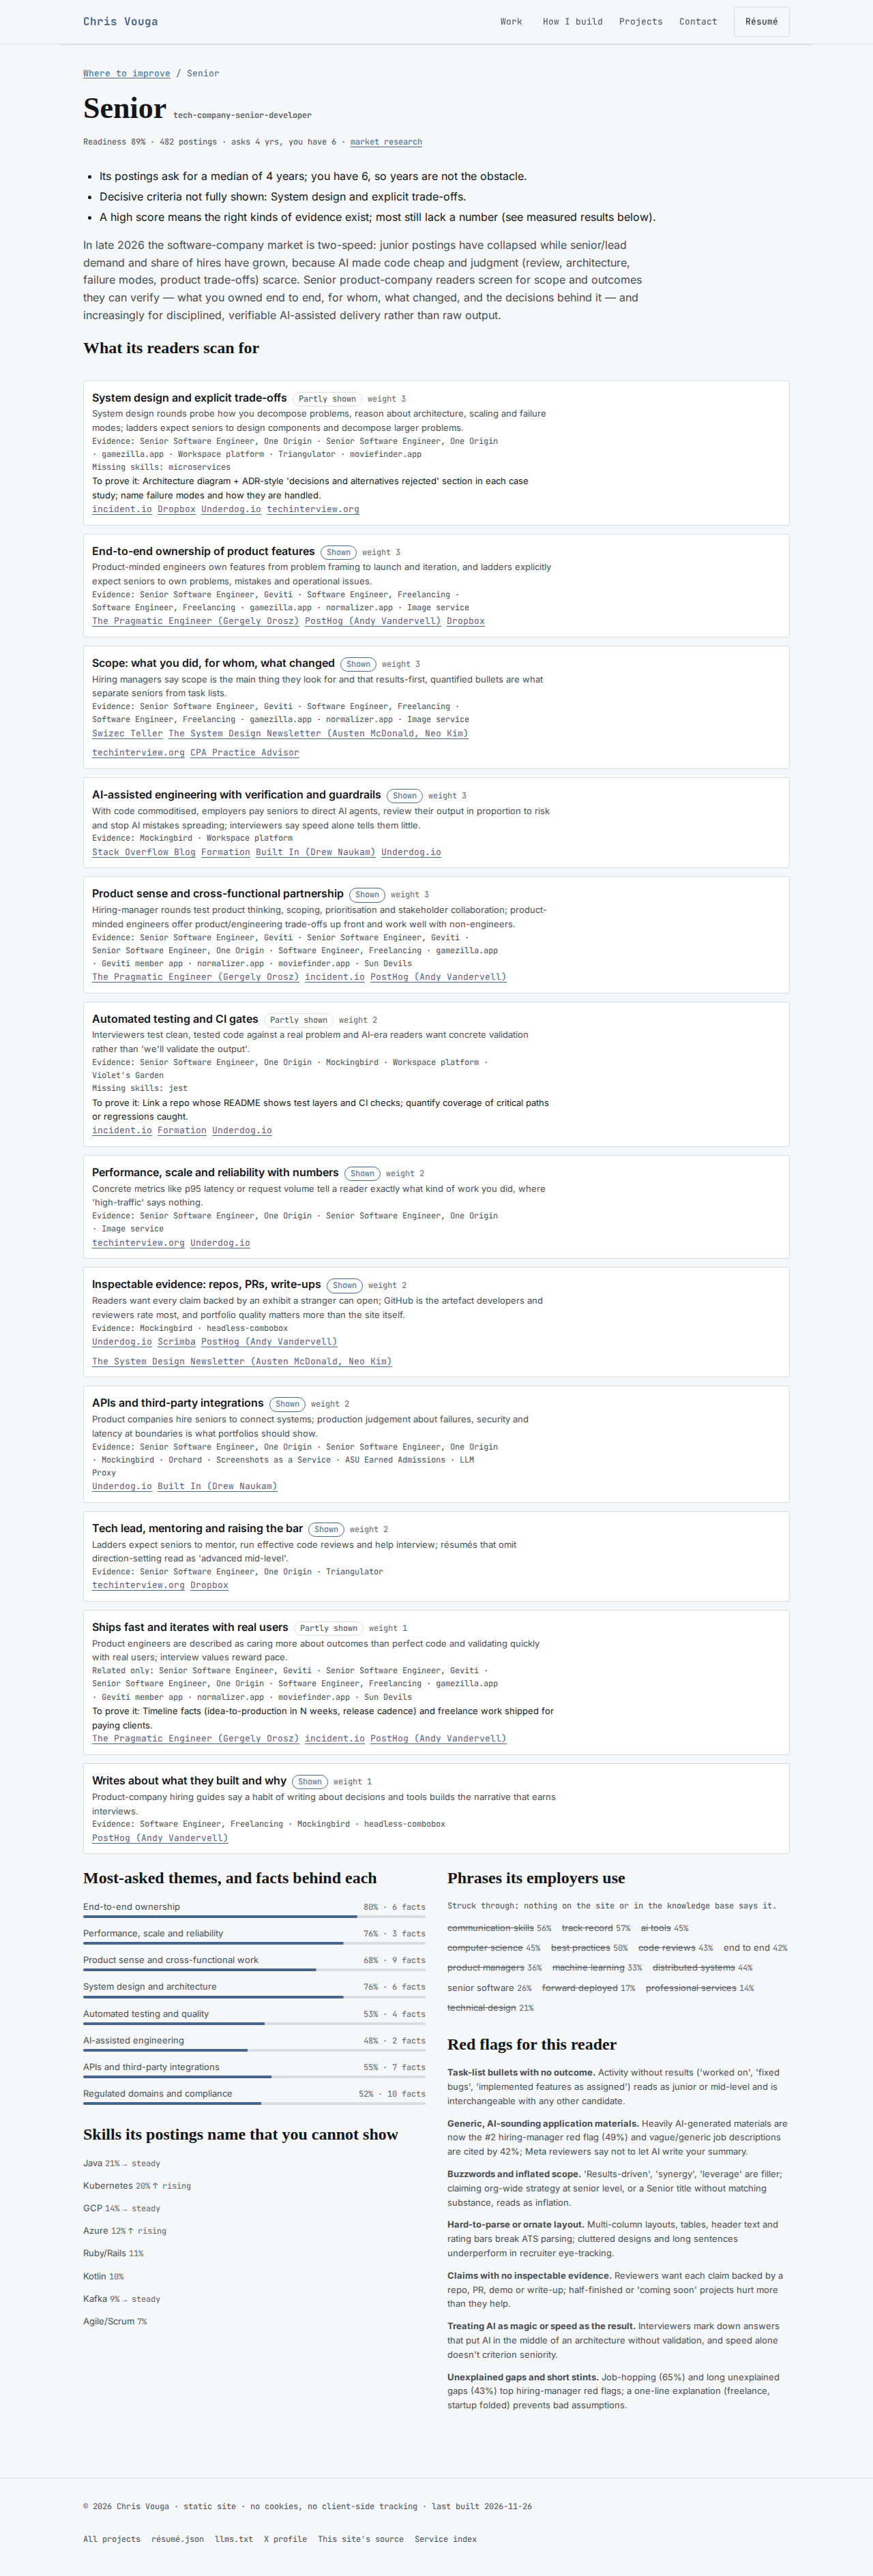 Chris Vouga
Work How I build Projects Contact Résumé
Where to improve / Senior
Senior tech-company-senior-developer
Readiness 89% · 482 postings · asks 4 yrs, you have 6 · market research
• Its postings ask for a median of 4 years; you have 6, so years are not the obstacle.
• Decisive criteria not fully shown: System design and explicit trade-offs.
• A high score means the right kinds of evidence exist; most still lack a number (see measured results below).
In late 2026 the software-company market is two-speed: junior postings have collapsed while senior/lead
demand and share of hires have grown, because AI made code cheap and judgment (review, architecture,
failure modes, product trade-offs) scarce. Senior product-company readers screen for scope and outcomes
they can verify — what you owned end to end, for whom, what changed, and the decisions behind it — and
increasingly for disciplined, verifiable AI-assisted delivery rather than raw output.
What its readers scan for
System design and explicit trade-offs Partly shown weight 3
System design rounds probe how you decompose problems, reason about architecture, scaling and failure
modes; ladders expect seniors to design components and decompose larger problems.
Evidence: Senior Software Engineer, One Origin · Senior Software Engineer, One Origin
· gamezilla.app · Workspace platform · Triangulator · moviefinder.app
Missing skills: microservices
To prove it: Architecture diagram + ADR-style 'decisions and alternatives rejected' section in each case
study; name failure modes and how they are handled.
incident.io Dropbox Underdog.io techinterview.org
End-to-end ownership of product features Shown weight 3
Product-minded engineers own features from problem framing to launch and iteration, and ladders explicitly
expect seniors to own problems, mistakes and operational issues.
Evidence: Senior Software Engineer, Geviti · Software Engineer, Freelancing ·
Software Engineer, Freelancing · gamezilla.app · normalizer.app · Image service
The Pragmatic Engineer (Gergely Orosz) PostHog (Andy Vandervell) Dropbox
Scope: what you did, for whom, what changed Shown weight 3
Hiring managers say scope is the main thing they look for and that results-first, quantified bullets are what
separate seniors from task lists.
Evidence: Senior Software Engineer, Geviti · Software Engineer, Freelancing ·
Software Engineer, Freelancing · gamezilla.app · normalizer.app · Image service
Swizec Teller The System Design Newsletter (Austen McDonald, Neo Kim)
techinterview.org CPA Practice Advisor
AI-assisted engineering with verification and guardrails Shown weight 3
With code commoditised, employers pay seniors to direct AI agents, review their output in proportion to risk
and stop AI mistakes spreading; interviewers say speed alone tells them little.
Evidence: Mockingbird · Workspace platform
Stack Overflow Blog Formation Built In (Drew Naukam) Underdog.io
Product sense and cross-functional partnership Shown weight 3
Hiring-manager rounds test product thinking, scoping, prioritisation and stakeholder collaboration; product-
minded engineers offer product/engineering trade-offs up front and work well with non-engineers.
Evidence: Senior Software Engineer, Geviti · Senior Software Engineer, Geviti ·
Senior Software Engineer, One Origin · Software Engineer, Freelancing · gamezilla.app
· Geviti member app · normalizer.app · moviefinder.app · Sun Devils
The Pragmatic Engineer (Gergely Orosz) incident.io PostHog (Andy Vandervell)
Automated testing and CI gates Partly shown weight 2
Interviewers test clean, tested code against a real problem and AI-era readers want concrete validation
rather than 'we'll validate the output'.
Evidence: Senior Software Engineer, One Origin · Mockingbird · Workspace platform ·
Violet's Garden
Missing skills: jest
To prove it: Link a repo whose README shows test layers and CI checks; quantify coverage of critical paths
or regressions caught.
incident.io Formation Underdog.io
Performance, scale and reliability with numbers Shown weight 2
Concrete metrics like p95 latency or request volume tell a reader exactly what kind of work you did, where
'high-traffic' says nothing.
Evidence: Senior Software Engineer, One Origin · Senior Software Engineer, One Origin
· Image service
techinterview.org Underdog.io
Inspectable evidence: repos, PRs, write-ups Shown weight 2
Readers want every claim backed by an exhibit a stranger can open; GitHub is the artefact developers and
reviewers rate most, and portfolio quality matters more than the site itself.
Evidence: Mockingbird · headless-combobox
Underdog.io Scrimba PostHog (Andy Vandervell)
The System Design Newsletter (Austen McDonald, Neo Kim)
APIs and third-party integrations Shown weight 2
Product companies hire seniors to connect systems; production judgement about failures, security and
latency at boundaries is what portfolios should show.
Evidence: Senior Software Engineer, One Origin · Senior Software Engineer, One Origin
· Mockingbird · Orchard · Screenshots as a Service · ASU Earned Admissions · LLM
Proxy
Underdog.io Built In (Drew Naukam)
Tech lead, mentoring and raising the bar Shown weight 2
Ladders expect seniors to mentor, run effective code reviews and help interview; résumés that omit
direction-setting read as 'advanced mid-level'.
Evidence: Senior Software Engineer, One Origin · Triangulator
techinterview.org Dropbox
Ships fast and iterates with real users Partly shown weight 1
Product engineers are described as caring more about outcomes than perfect code and validating quickly
with real users; interview values reward pace.
Related only: Senior Software Engineer, Geviti · Senior Software Engineer, Geviti ·
Senior Software Engineer, One Origin · Software Engineer, Freelancing · gamezilla.app
· Geviti member app · normalizer.app · moviefinder.app · Sun Devils
To prove it: Timeline facts (idea-to-production in N weeks, release cadence) and freelance work shipped for
paying clients.
The Pragmatic Engineer (Gergely Orosz) incident.io PostHog (Andy Vandervell)
Writes about what they built and why Shown weight 1
Product-company hiring guides say a habit of writing about decisions and tools builds the narrative that earns
interviews.
Evidence: Software Engineer, Freelancing · Mockingbird · headless-combobox
PostHog (Andy Vandervell)
Most-asked themes, and facts behind each
End-to-end ownership 80% · 6 facts
Performance, scale and reliability 76% · 3 facts
Product sense and cross-functional work 68% · 9 facts
System design and architecture 76% · 6 facts
Automated testing and quality 53% · 4 facts
AI-assisted engineering 48% · 2 facts
APIs and third-party integrations 55% · 7 facts
Regulated domains and compliance 52% · 10 facts
Skills its postings name that you cannot show
Java 21% → steady
Kubernetes 20% ↑ rising
GCP 14% → steady
Azure 12% ↑ rising
Ruby/Rails 11%
Kotlin 10%
Kafka 9% → steady
Agile/Scrum 7%
Phrases its employers use
Struck through: nothing on the site or in the knowledge base says it.
communication skills 56% track record 57% ai tools 45%
computer science 45% best practices 50% code reviews 43% end to end 42%
product managers 36% machine learning 33% distributed systems 44%
senior software 26% forward deployed 17% professional services 14%
technical design 21%
Red flags for this reader
Task-list bullets with no outcome. Activity without results ('worked on', 'fixed
bugs', 'implemented features as assigned') reads as junior or mid-level and is
interchangeable with any other candidate.
Generic, AI-sounding application materials. Heavily AI-generated materials are
now the #2 hiring-manager red flag (49%) and vague/generic job descriptions
are cited by 42%; Meta reviewers say not to let AI write your summary.
Buzzwords and inflated scope. 'Results-driven', 'synergy', 'leverage' are filler;
claiming org-wide strategy at senior level, or a Senior title without matching
substance, reads as inflation.
Hard-to-parse or ornate layout. Multi-column layouts, tables, header text and
rating bars break ATS parsing; cluttered designs and long sentences
underperform in recruiter eye-tracking.
Claims with no inspectable evidence. Reviewers want each claim backed by a
repo, PR, demo or write-up; half-finished or 'coming soon' projects hurt more
than they help.
Treating AI as magic or speed as the result. Interviewers mark down answers
that put AI in the middle of an architecture without validation, and speed alone
doesn't criterion seniority.
Unexplained gaps and short stints. Job-hopping (65%) and long unexplained
gaps (43%) top hiring-manager red flags; a one-line explanation (freelance,
startup folded) prevents bad assumptions.
© 2026 Chris Vouga · static site · no cookies, no client-side tracking · last built 2026-11-26
All projects résumé.json llms.txt X profile This site's source Service index